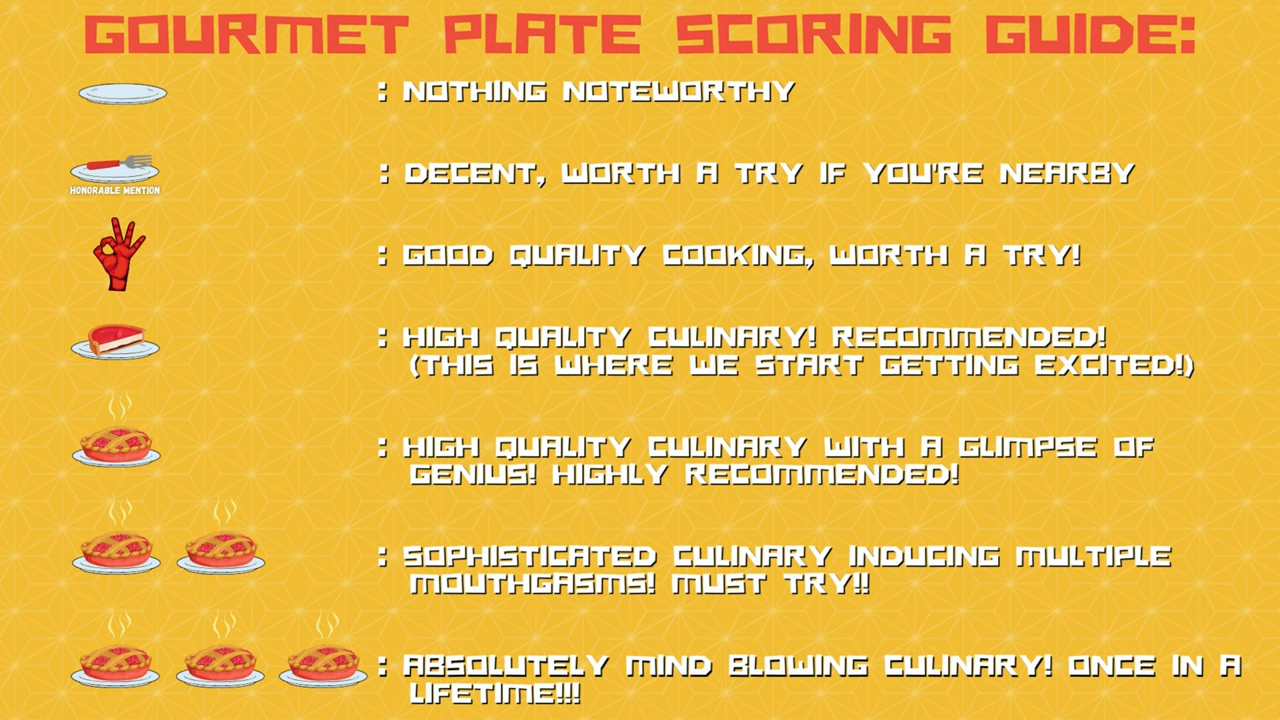 GOURMET PLATE SCORING GUIDE:
: NOTHING NOTEWORTHY
: DECENT, WORTH A TRY IF YOU'RE NEARBY
HONORABLE MENTION
: GOOD QUALITY COOKING, WORTH A TRY!
: HIGH QUALITY CULINARY! RECOMMENDED!
(THIS IS WHERE WE START GETTING EXCITED!)
: HIGH QUALITY CULINARY WITH A GLIMPSE OF
GENIUS! HIGHLY RECOMMENDED!
: SOPHISTICATED CULINARY INDUCING MULTIPLE
MOUTHGASMS! MUST TRY!!
: ABSOLUTELY MIND BLOWING CULINARY! ONCE IN A
LIFETIME!!!